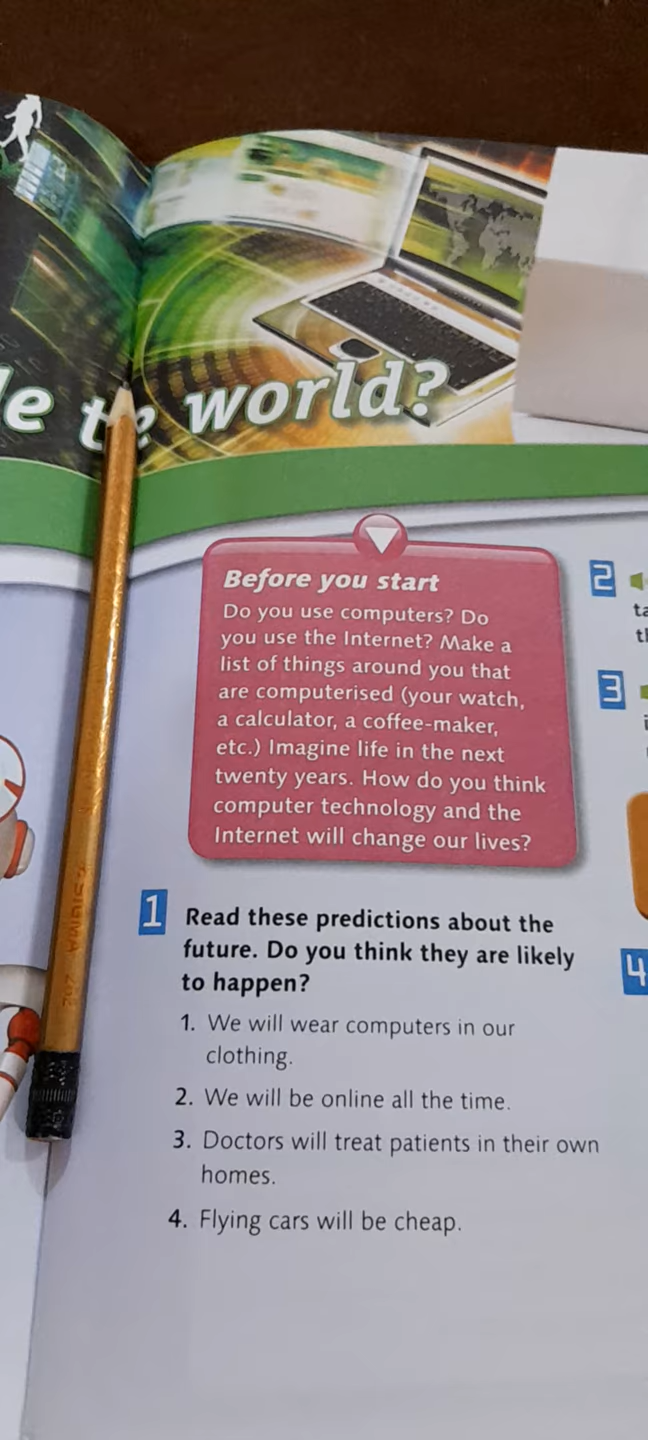 le the world?
Before you start
Do you use computers? Do
you use the Internet? Make a
list of things around you that
are computerised (your watch,
a calculator, a coffee-maker,
etc.) Imagine life in the next
twenty years. How do you think
computer technology and the
Internet will change our lives?
1 Read these predictions about the
future. Do you think they are likely
to happen?
1. We will wear computers in our
clothing.
2. We will be online all the time.
3. Doctors will treat patients in their own
homes.
4. Flying cars will be cheap.
2
3
4